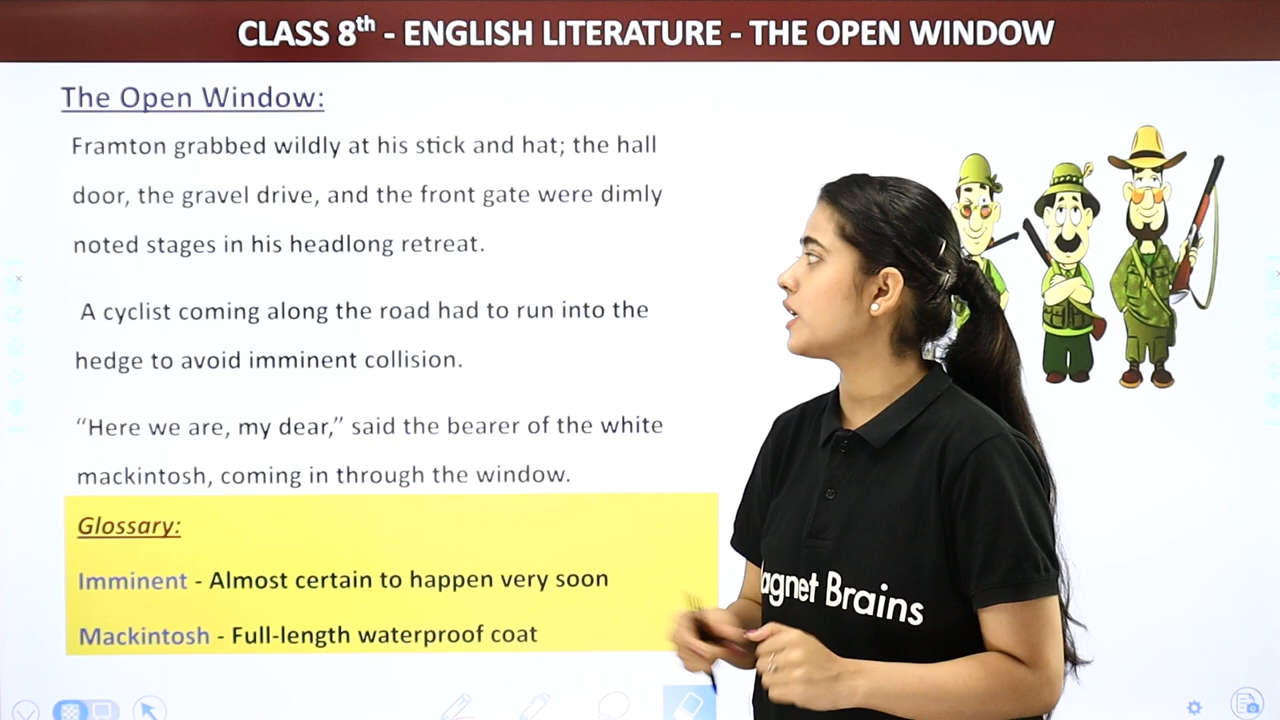 CLASS 8th - ENGLISH LITERATURE - THE OPEN WINDOW
The Open Window:
Framton grabbed wildly at his stick and hat; the hall
door, the gravel drive, and the front gate were dimly
noted stages in his headlong retreat.
A cyclist coming along the road had to run into the
hedge to avoid imminent collision.
“Here we are, my dear,” said the bearer of the white
mackintosh, coming in through the window.
Glossary:
Imminent - Almost certain to happen very soon
Mackintosh - Full-length waterproof coat
agnet Brains